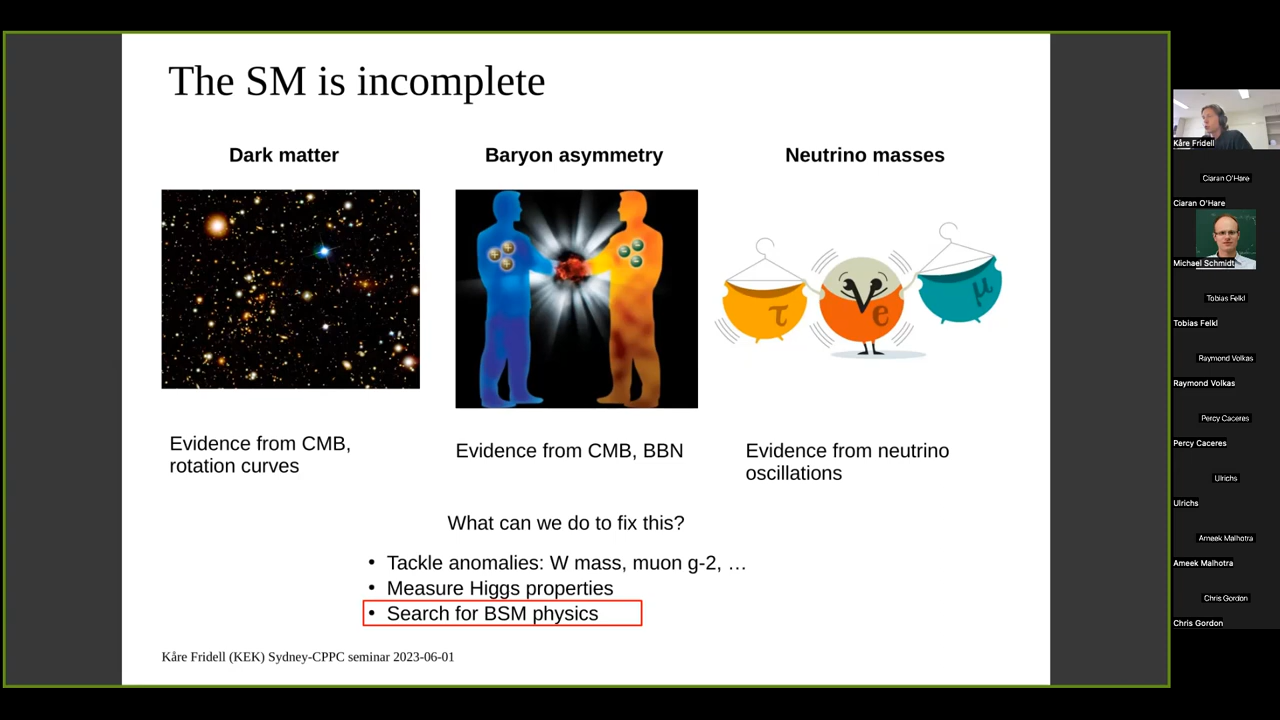 The SM is incomplete
Dark matter
Baryon asymmetry
Neutrino masses
τ
ν
e
μ
Evidence from CMB,
rotation curves
Evidence from CMB, BBN
Evidence from neutrino
oscillations
What can we do to fix this?
• Tackle anomalies: W mass, muon g-2, …
• Measure Higgs properties
• Search for BSM physics
Kåre Fridell (KEK) Sydney-CPPC seminar 2023-06-01
Kåre Fridell
Ciaran O'Hare
Ciaran O'Hare
Michael Schmidt
Tobias Felkl
Tobias Felkl
Raymond Volkas
Raymond Volkas
Percy Caceres
Percy Caceres
Ulrichs
Ulrichs
Ameek Malhotra
Ameek Malhotra
Chris Gordon
Chris Gordon